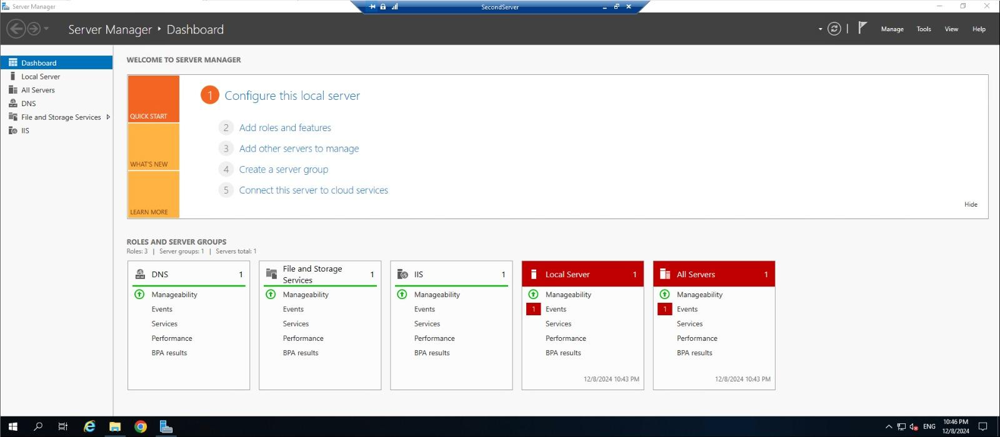 Server Manager
SecondServer
Server Manager • Dashboard
Manage
Tools
View
Help
Dashboard
Local Server
All Servers
DNS
File and Storage Services
IIS
WELCOME TO SERVER MANAGER
QUICK START
WHAT'S NEW
LEARN MORE
1 Configure this local server
2 Add roles and features
3 Add other servers to manage
4 Create a server group
5 Connect this server to cloud services
Hide
ROLES AND SERVER GROUPS
Roles: 3 | Server groups: 1 | Servers total: 1
DNS 1
Manageability
Events
Services
Performance
BPA results
File and Storage
Services 1
Manageability
Events
Services
Performance
BPA results
IIS 1
Manageability
Events
Services
Performance
BPA results
Local Server 1
Manageability
1 Events
Services
Performance
BPA results
12/8/2024 10:43 PM
All Servers 1
Manageability
1 Events
Services
Performance
BPA results
12/8/2024 10:43 PM
ENG
10:46 PM
12/8/2024